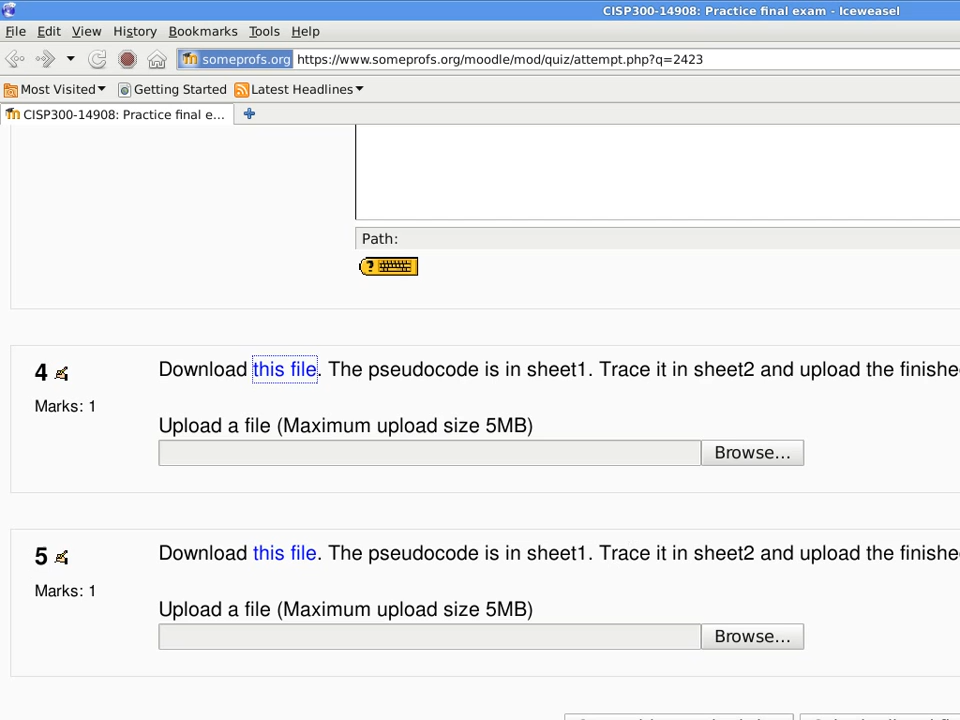 CISP300-14908: Practice final exam - Iceweasel
File Edit View History Bookmarks Tools Help
someprofs.org https://www.someprofs.org/moodle/mod/quiz/attempt.php?q=2423
Most Visited Getting Started Latest Headlines
CISP300-14908: Practice final e...
Path:
?
4 Download this file. The pseudocode is in sheet1. Trace it in sheet2 and upload the finishe
Marks: 1
Upload a file (Maximum upload size 5MB)
Browse...
5 Download this file. The pseudocode is in sheet1. Trace it in sheet2 and upload the finishe
Marks: 1
Upload a file (Maximum upload size 5MB)
Browse...